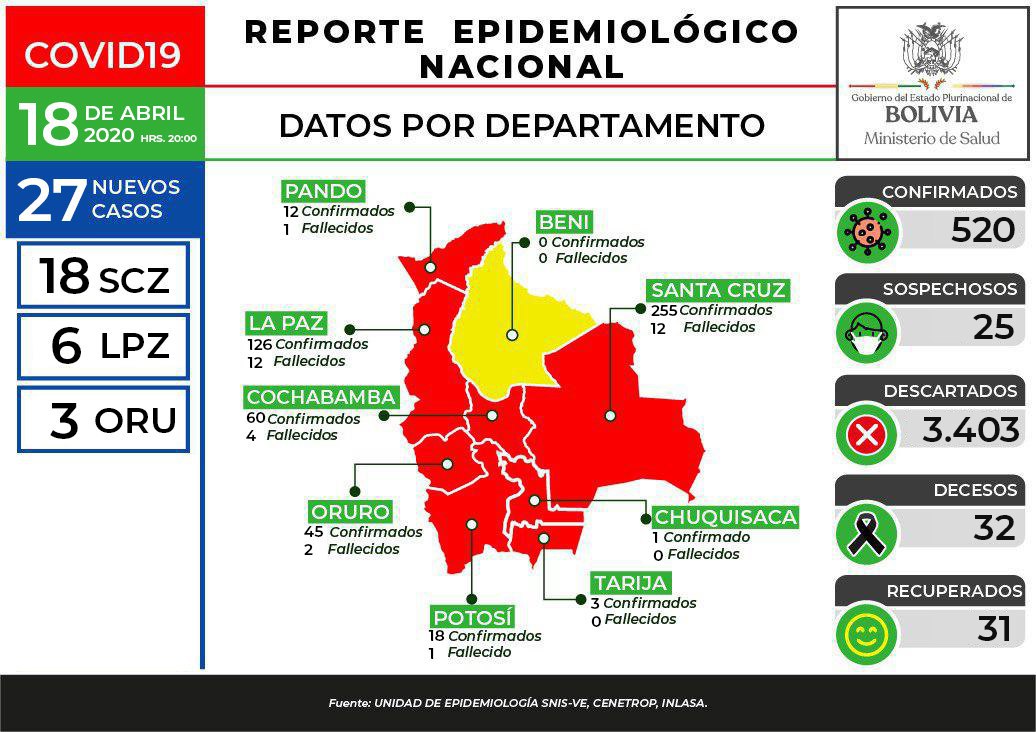 COVID19
REPORTE EPIDEMIOLÓGICO
NACIONAL
18 DE ABRIL
2020 HRS. 20:00
DATOS POR DEPARTAMENTO
Gobierno del Estado Plurinacional de
BOLIVIA
Ministerio de Salud
27 NUEVOS
CASOS
18 SCZ
6 LPZ
3 ORU
PANDO
12 Confirmados
1 Fallecidos
BENI
0 Confirmados
0 Fallecidos
SANTA CRUZ
255 Confirmados
12 Fallecidos
LA PAZ
126 Confirmados
12 Fallecidos
COCHABAMBA
60 Confirmados
4 Fallecidos
ORURO
45 Confirmados
2 Fallecidos
CHUQUISACA
1 Confirmado
0 Fallecidos
TARIJA
3 Confirmados
0 Fallecidos
POTOSÍ
18 Confirmados
1 Fallecido
CONFIRMADOS
520
SOSPECHOSOS
25
DESCARTADOS
3.403
DECESOS
32
RECUPERADOS
31
Fuente: UNIDAD DE EPIDEMIOLOGÍA SNIS-VE, CENETROP, INLASA.